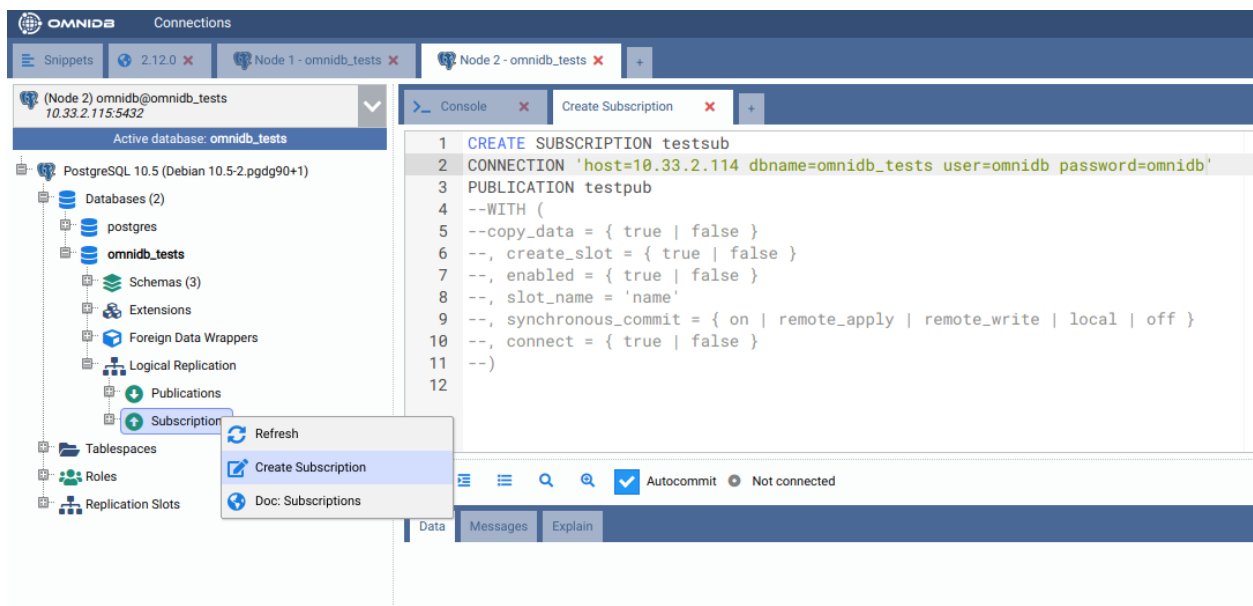 OMNIDB Connections
Snippets 2.12.0 Node 1 - omnidb_tests Node 2 - omnidb_tests +
(Node 2) omnidb@omnidb_tests
10.33.2.115:5432
Active database: omnidb_tests
PostgreSQL 10.5 (Debian 10.5-2.pgdg90+1)
Databases (2)
postgres
omnidb_tests
Schemas (3)
Extensions
Foreign Data Wrappers
Logical Replication
Publications
Subscription
Tablespaces
Roles
Replication Slots
Refresh
Create Subscription
Doc: Subscriptions
>_ Console Create Subscription +
1 CREATE SUBSCRIPTION testsub
2 CONNECTION 'host=10.33.2.114 dbname=omnidb_tests user=omnidb password=omnidb'
3 PUBLICATION testpub
4 --WITH (
5 --copy_data = { true | false }
6 --, create_slot = { true | false }
7 --, enabled = { true | false }
8 --, slot_name = 'name'
9 --, synchronous_commit = { on | remote_apply | remote_write | local | off }
10 --, connect = { true | false }
11 --)
12
Autocommit Not connected
Data Messages Explain